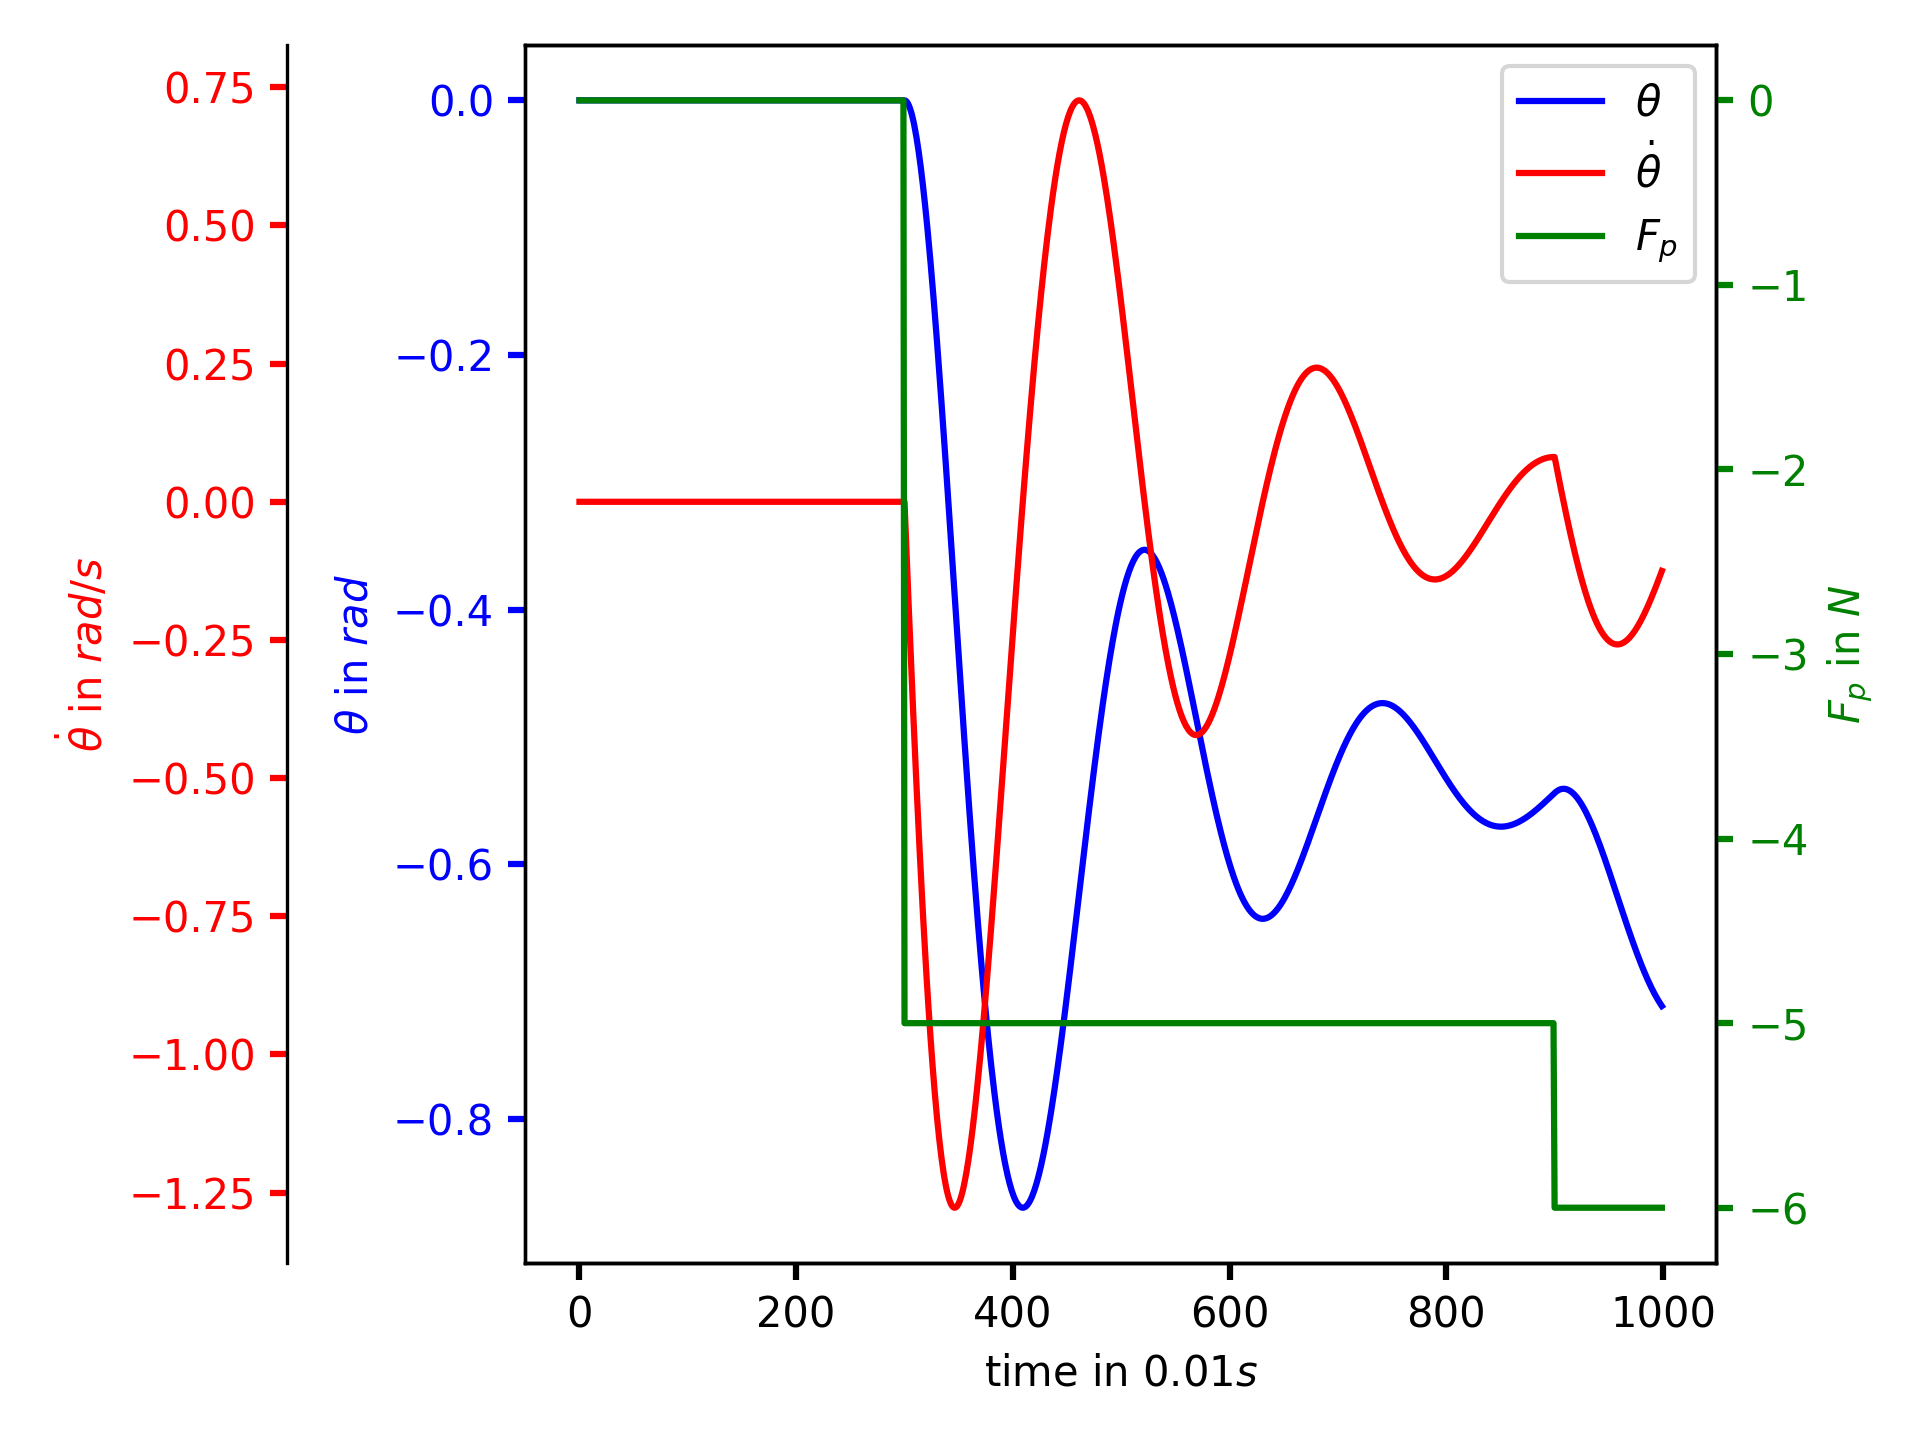 0.75
0.50
0.25
0.00
−0.25
−0.50
−0.75
−1.00
−1.25
θ̇ in rad/s
0.0
−0.2
−0.4
−0.6
−0.8
θ in rad
θ
θ̇
Fₚ
0
−1
−2
−3
−4
−5
−6
Fₚ in N
0 200 400 600 800 1000
time in 0.01s